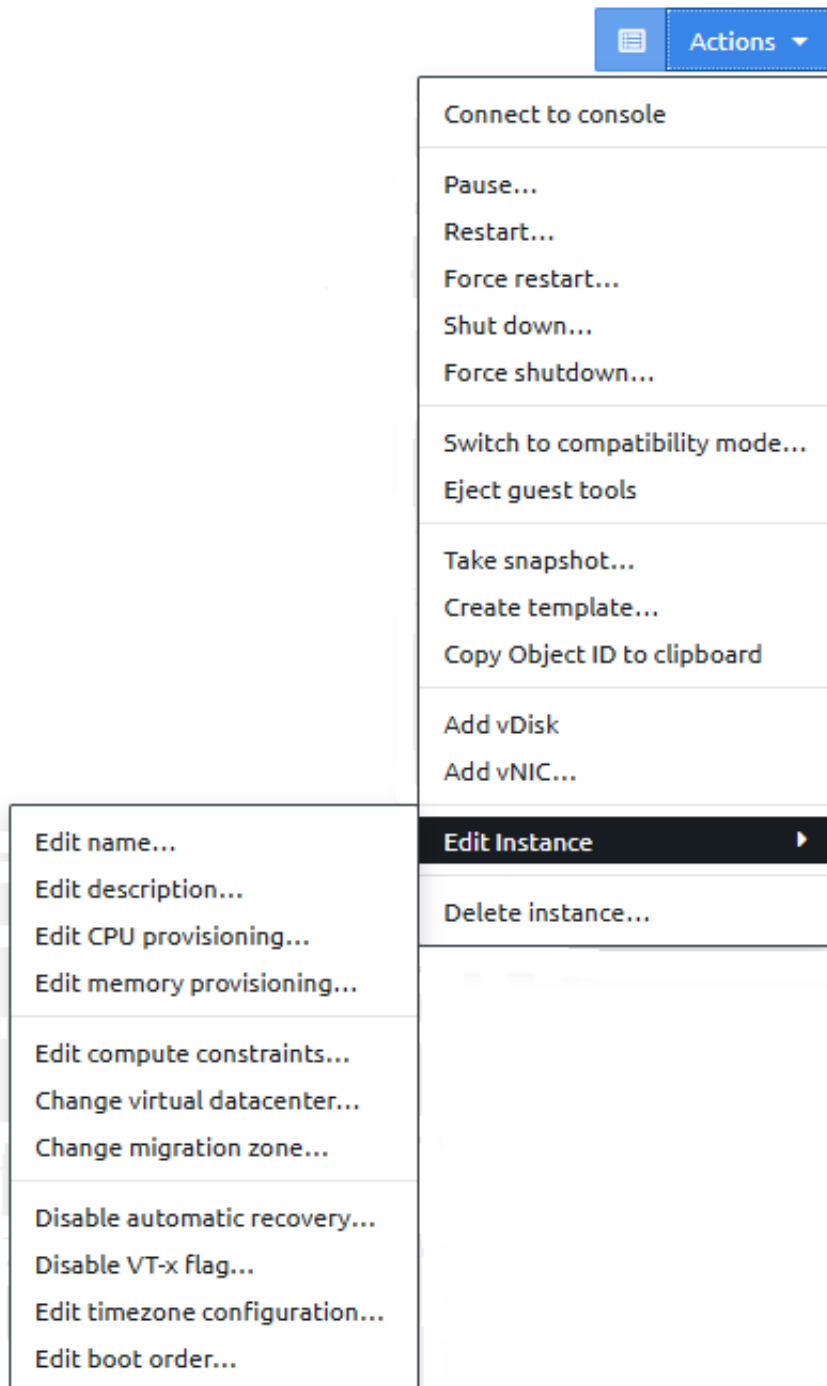 Actions
Connect to console
Pause...
Restart...
Force restart...
Shut down...
Force shutdown...
Switch to compatibility mode...
Eject guest tools
Take snapshot...
Create template...
Copy Object ID to clipboard
Add vDisk
Add vNIC...
Edit Instance
Delete instance...
Edit name...
Edit description...
Edit CPU provisioning...
Edit memory provisioning...
Edit compute constraints...
Change virtual datacenter...
Change migration zone...
Disable automatic recovery...
Disable VT-x flag...
Edit timezone configuration...
Edit boot order...